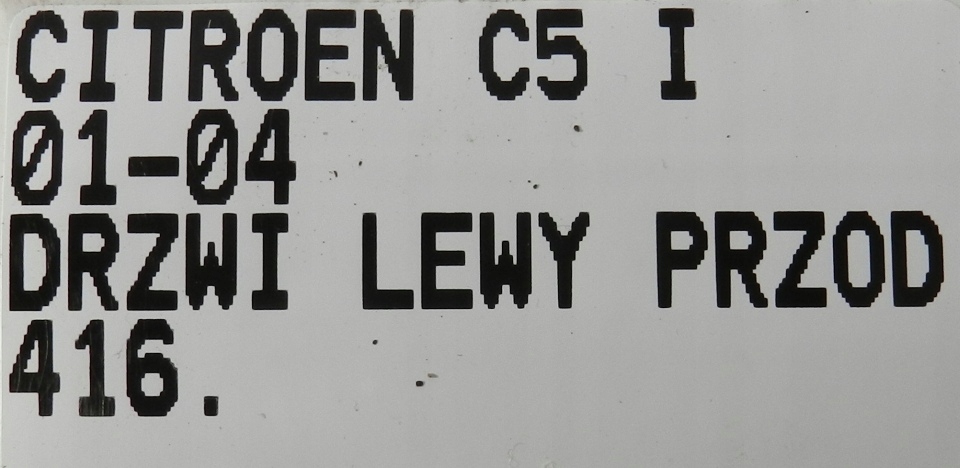 CITROEN C5 I
01-04
DRZWI LEWY PRZOD
416.